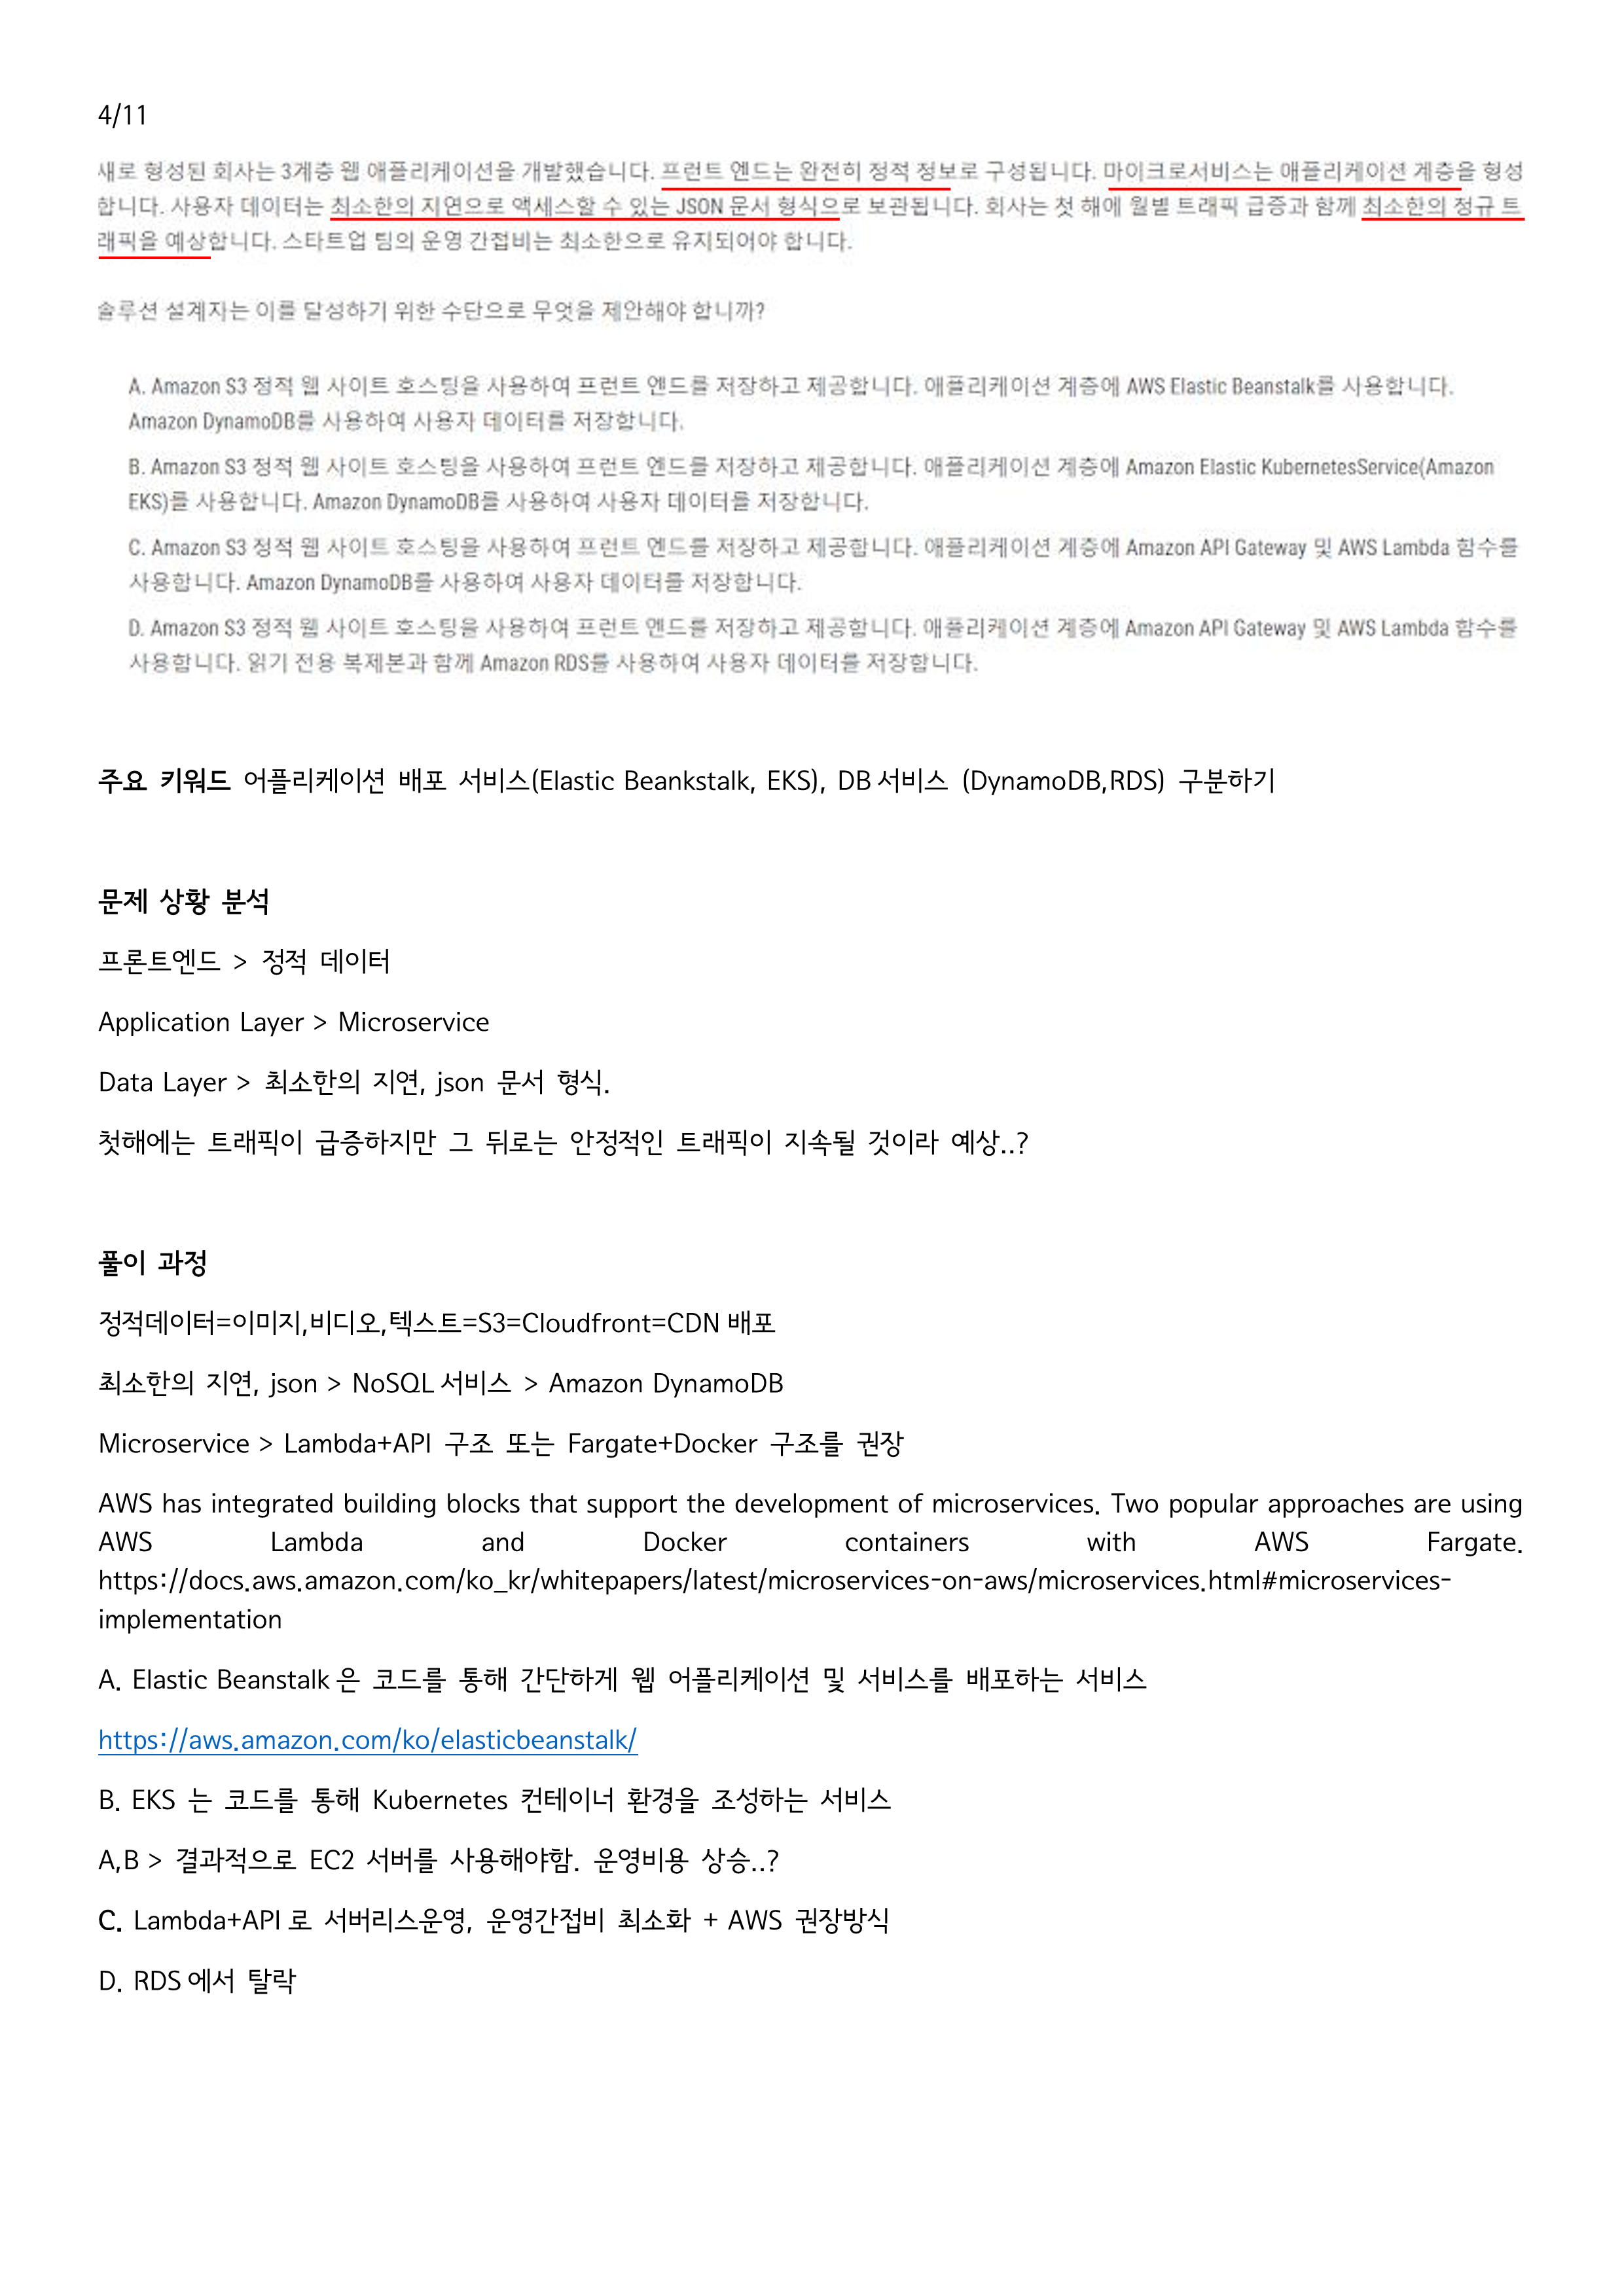 4/11
새로 형성된 회사는 3계층 웹 애플리케이션을 개발했습니다. 프런트 엔드는 완전히 정적 정보로 구성됩니다. 마이크로서비스는 애플리케이션 계층을 형성
합니다. 사용자 데이터는 최소한의 지연으로 액세스할 수 있는 JSON 문서 형식으로 보관됩니다. 회사는 첫 해에 월별 트래픽 급증과 함께 최소한의 정규 트
래픽을 예상합니다. 스타트업 팀의 운영 간접비는 최소한으로 유지되어야 합니다.
솔루션 설계자는 이를 달성하기 위한 수단으로 무엇을 제안해야 합니까?
A. Amazon S3 정적 웹 사이트 호스팅을 사용하여 프런트 엔드를 저장하고 제공합니다. 애플리케이션 계층에 AWS Elastic Beanstalk를 사용합니다.
Amazon DynamoDB를 사용하여 사용자 데이터를 저장합니다.
B. Amazon S3 정적 웹 사이트 호스팅을 사용하여 프런트 엔드를 저장하고 제공합니다. 애플리케이션 계층에 Amazon Elastic KubernetesService(Amazon
EKS)를 사용합니다. Amazon DynamoDB를 사용하여 사용자 데이터를 저장합니다.
C. Amazon S3 정적 웹 사이트 호스팅을 사용하여 프런트 엔드를 저장하고 제공합니다. 애플리케이션 계층에 Amazon API Gateway 및 AWS Lambda 함수를
사용합니다. Amazon DynamoDB를 사용하여 사용자 데이터를 저장합니다.
D. Amazon S3 정적 웹 사이트 호스팅을 사용하여 프런트 엔드를 저장하고 제공합니다. 애플리케이션 계층에 Amazon API Gateway 및 AWS Lambda 함수를
사용합니다. 읽기 전용 복제본과 함께 Amazon RDS를 사용하여 사용자 데이터를 저장합니다.
주요 키워드 어플리케이션 배포 서비스(Elastic Beankstalk, EKS), DB서비스 (DynamoDB,RDS) 구분하기
문제 상황 분석
프론트엔드 > 정적 데이터
Application Layer > Microservice
Data Layer > 최소한의 지연, json 문서 형식.
첫해에는 트래픽이 급증하지만 그 뒤로는 안정적인 트래픽이 지속될 것이라 예상..?
풀이 과정
정적데이터=이미지,비디오,텍스트=S3=Cloudfront=CDN배포
최소한의 지연, json > NoSQL서비스 > Amazon DynamoDB
Microservice > Lambda+API 구조 또는 Fargate+Docker 구조를 권장
AWS has integrated building blocks that support the development of microservices. Two popular approaches are using
AWS Lambda and Docker containers with AWS Fargate.
https://docs.aws.amazon.com/ko_kr/whitepapers/latest/microservices-on-aws/microservices.html#microservices-
implementation
A. Elastic Beanstalk은 코드를 통해 간단하게 웹 어플리케이션 및 서비스를 배포하는 서비스
https://aws.amazon.com/ko/elasticbeanstalk/
B. EKS 는 코드를 통해 Kubernetes 컨테이너 환경을 조성하는 서비스
A,B > 결과적으로 EC2 서버를 사용해야함. 운영비용 상승..?
C. Lambda+API로 서버리스운영, 운영간접비 최소화 + AWS 권장방식
D. RDS에서 탈락